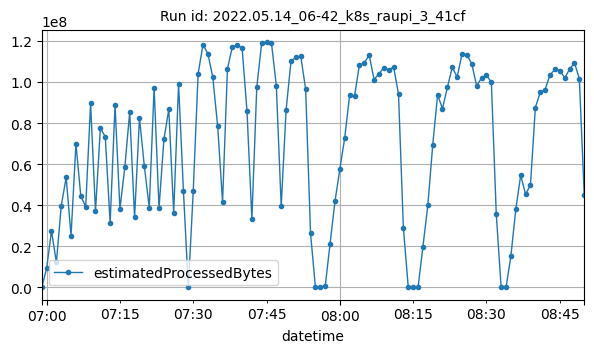 Run id: 2022.05.14_06-42_k8s_raupi_3_41cf
1e8
1.2
1.0
0.8
0.6
0.4
0.2
0.0
estimatedProcessedBytes
07:00 07:15 07:30 07:45 08:00 08:15 08:30 08:45
datetime